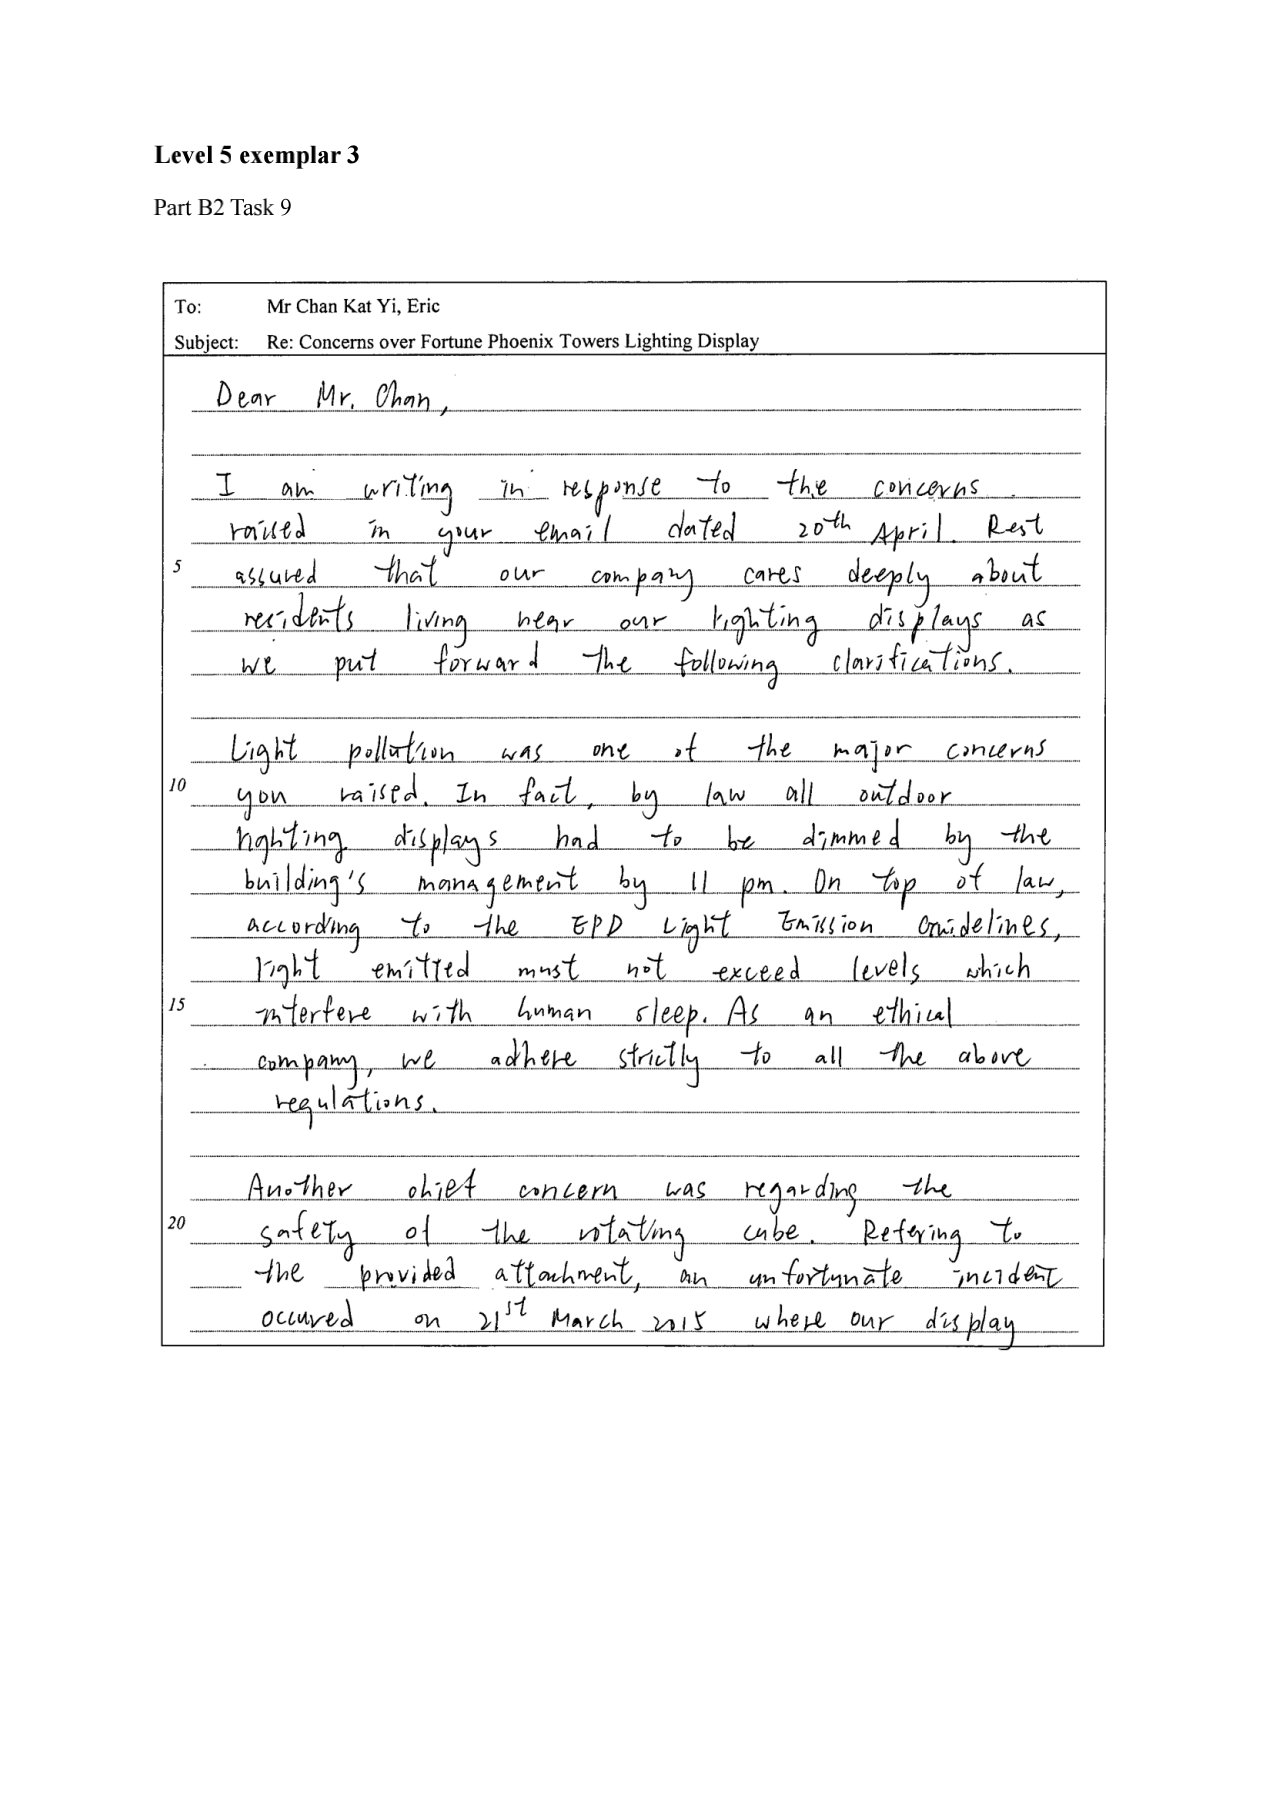 Level 5 exemplar 3
Part B2 Task 9
To: Mr Chan Kat Yi, Eric
Subject: Re: Concerns over Fortune Phoenix Towers Lighting Display
Dear Mr. Chan,
I am writing in response to the concerns
raised in your email dated 20th April. Rest
5 assured that our company cares deeply about
residents living near our lighting displays as
we put forward the following clarifications.
Light pollution was one of the major concerns
10 you raised. In fact, by law all outdoor
lighting displays had to be dimmed by the
building's management by 11 pm. On top of law,
according to the EPD Light Emission Guidelines,
light emitted must not exceed levels which
15 interfere with human sleep. As an ethical
company, we adhere strictly to all the above
regulations.
Another chief concern was regarding the
20 safety of the rotating cube. Refering to
the provided attachment, an unfortunate incident
occured on 21st March 2015 where our display